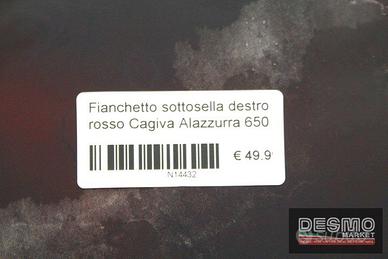 Fianchetto sottosella destro
rosso Cagiva Alazzurra 650
€ 49.9
N14432
DESMO
MARKET